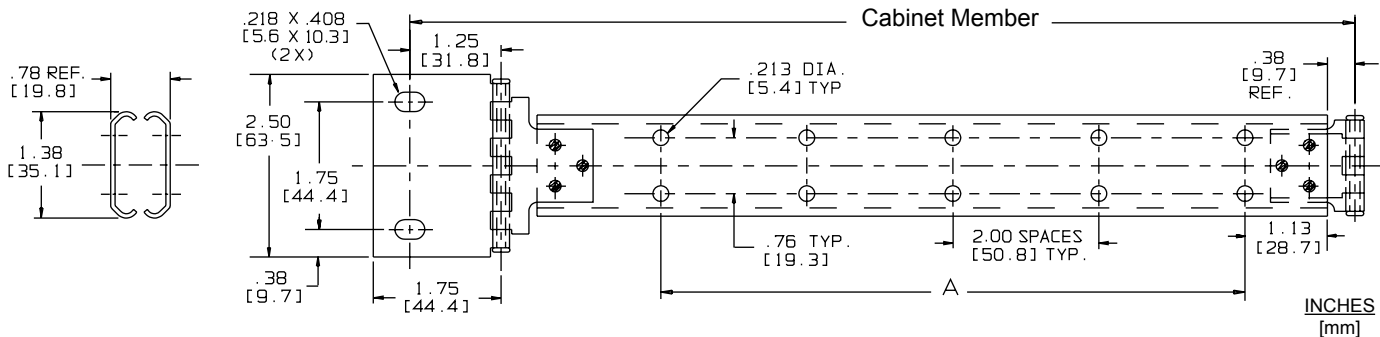 Cabinet Member
.218 X .408
[5.6 X 10.3]
(2X)
1.25
[31.8]
.78 REF.
[19.8]
.213 DIA.
[5.4] TYP
.38
[9.7]
REF.
2.50
[63.5]
1.38
[35.1]
1.75
[44.4]
.76 TYP.
[19.3]
2.00 SPACES
[50.8] TYP.
1.13
[28.7]
.38
[9.7]
1.75
[44.4]
A
INCHES
[mm]